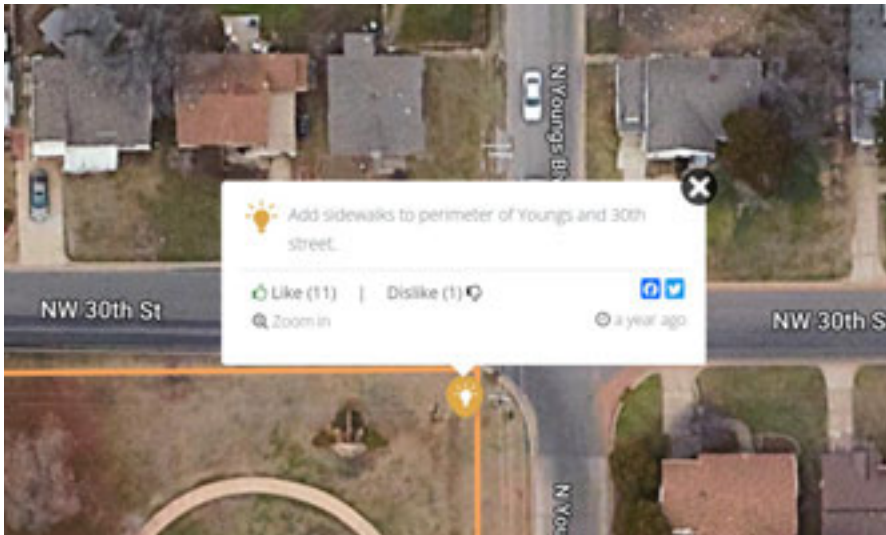 N Youngs Bl
Add sidewalks to perimeter of Youngs and 30th
street.
Like (11) | Dislike (1)
Zoom in
a year ago
NW 30th St
NW 30th S
N You